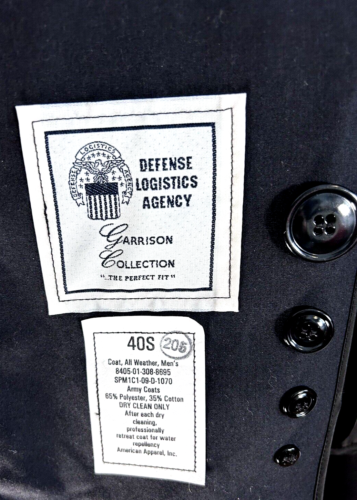 DEFENSE LOGISTICS AGENCY
DEFENSE
LOGISTICS
AGENCY
Garrison
Collection
"..THE PERFECT FIT"
40S 205
Coat, All Weather, Men's
8405-01-308-8695
SPM1C1-09-D-1070
Army Coats
65% Polyester, 35% Cotton
DRY CLEAN ONLY
After each dry
cleaning,
professionally
retreat coat for water
repellency
American Apparel, Inc.